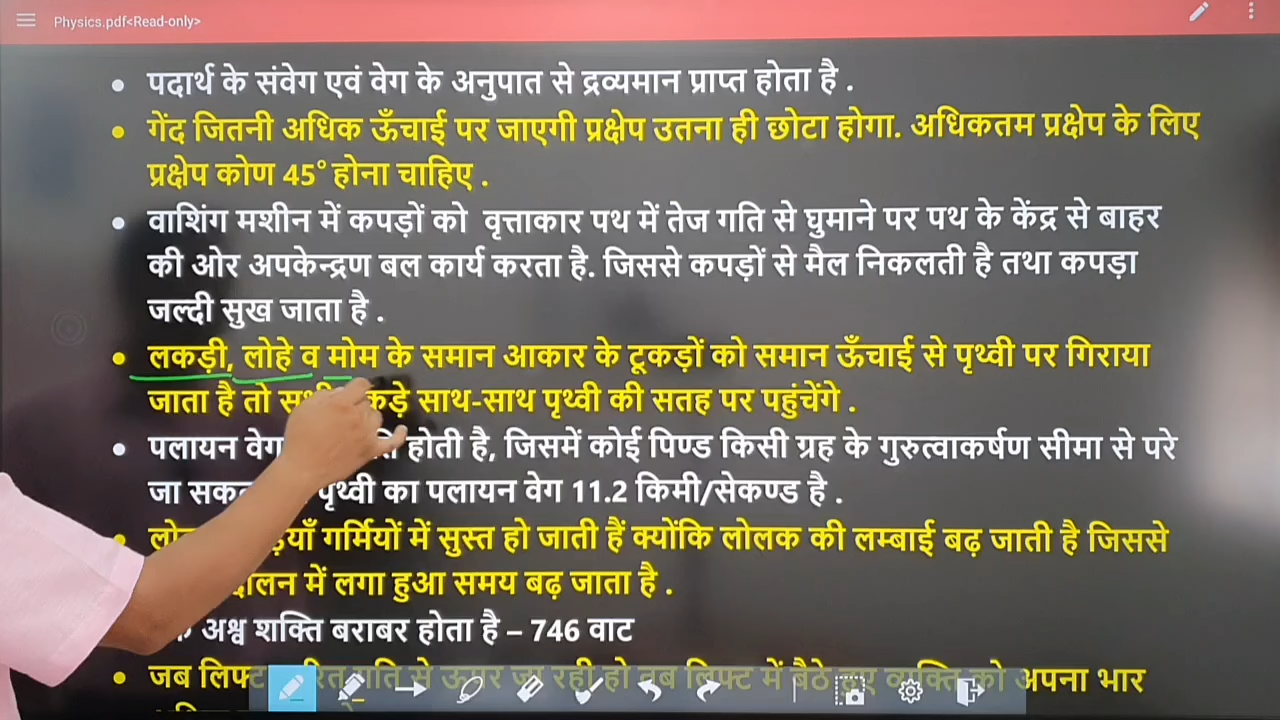 Physics.pdf<Read-only>
पदार्थ के संवेग एवं वेग के अनुपात से द्रव्यमान प्राप्त होता है .
गेंद जितनी अधिक ऊँचाई पर जाएगी प्रक्षेप उतना ही छोटा होगा. अधिकतम प्रक्षेप के लिए
प्रक्षेप कोण 45° होना चाहिए .
वाशिंग मशीन में कपड़ों को वृत्ताकार पथ में तेज गति से घुमाने पर पथ के केंद्र से बाहर
की ओर अपकेन्द्रण बल कार्य करता है. जिससे कपड़ों से मैल निकलती है तथा कपड़ा
जल्दी सुख जाता है .
लकड़ी, लोहे व मोम के समान आकार के टूकड़ों को समान ऊँचाई से पृथ्वी पर गिराया
जाता है तो साथ-साथ पृथ्वी की सतह पर पहुंचेंगे .
पलायन होती है, जिसमें कोई पिण्ड किसी ग्रह के गुरुत्वाकर्षण सीमा से परे
जा पृथ्वी का पलायन वेग 11.2 किमी/सेकण्ड है .
गर्मियों में सुस्त हो जाती हैं क्योंकि लोलक की लम्बाई बढ़ जाती है जिससे
में लगा हुआ समय बढ़ जाता है .
अश्व शक्ति बराबर होता है – 746 वाट
जब लिफ्ट गति से ऊपर जा रही हो तब लिफ्ट में बैठे हुए व्यक्ति को अपना भार